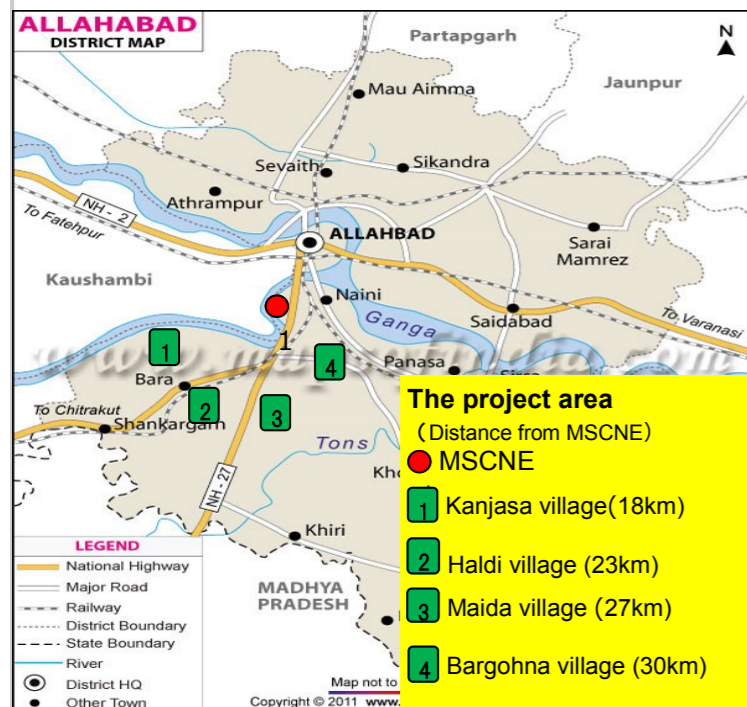 ALLAHABAD
DISTRICT MAP
Partapgarh
N
Jaunpur
Mau Aimma
Sevaith
Sikandra
Athrampur
NH - 2
To Fatehpur
ALLAHBAD
Sarai
Mamrez
Kaushambi
Naini
Ganga
Saidabad
To Varanasi
1
1
4
Panasa
Bara
2
3
To Chitrakut
Shankargarh
Tons
NH - 27
Khiri
MADHYA
PRADESH
The project area
(Distance from MSCNE)
MSCNE
1 Kanjasa village(18km)
2 Haldi village (23km)
3 Maida village (27km)
4 Bargohna village (30km)
LEGEND
National Highway
Major Road
Railway
District Boundary
State Boundary
River
District HQ
Other Town
Map not to
Copyright © 2011 www.